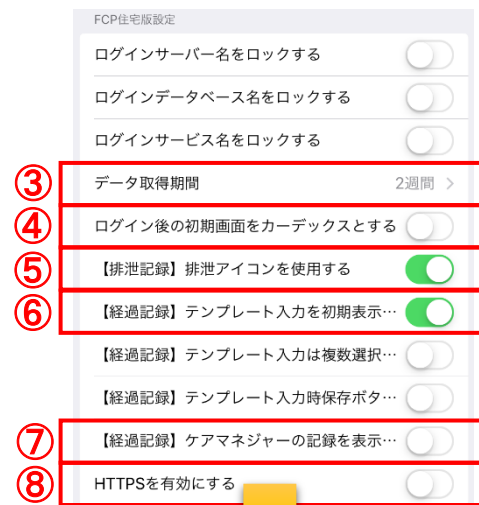 FCP住宅版設定
ログインサーバー名をロックする
ログインデータベース名をロックする
ログインサービス名をロックする
③ データ取得期間 2週間 >
④ ログイン後の初期画面をカーデックスとする
⑤ 【排泄記録】排泄アイコンを使用する
⑥ 【経過記録】テンプレート入力を初期表示…
【経過記録】テンプレート入力は複数選択…
【経過記録】テンプレート入力時保存ボタ…
⑦ 【経過記録】ケアマネジャーの記録を表示…
⑧ HTTPSを有効にする